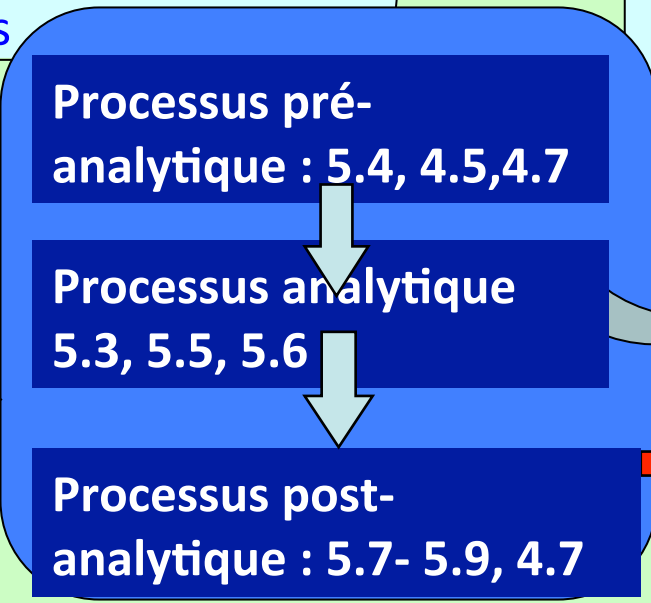 s
Processus pré-
analytique : 5.4, 4.5,4.7
Processus analytique
5.3, 5.5, 5.6
Processus post-
analytique : 5.7- 5.9, 4.7